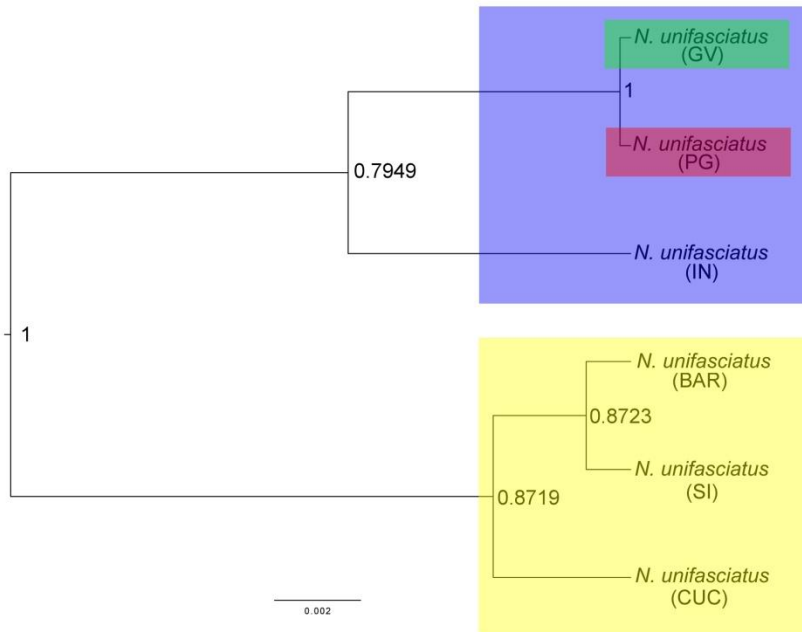 N. unifasciatus
(GV)
1
N. unifasciatus
(PG)
0.7949
N. unifasciatus
(IN)
1
N. unifasciatus
(BAR)
0.8723
N. unifasciatus
(SI)
0.8719
N. unifasciatus
(CUC)
0.002